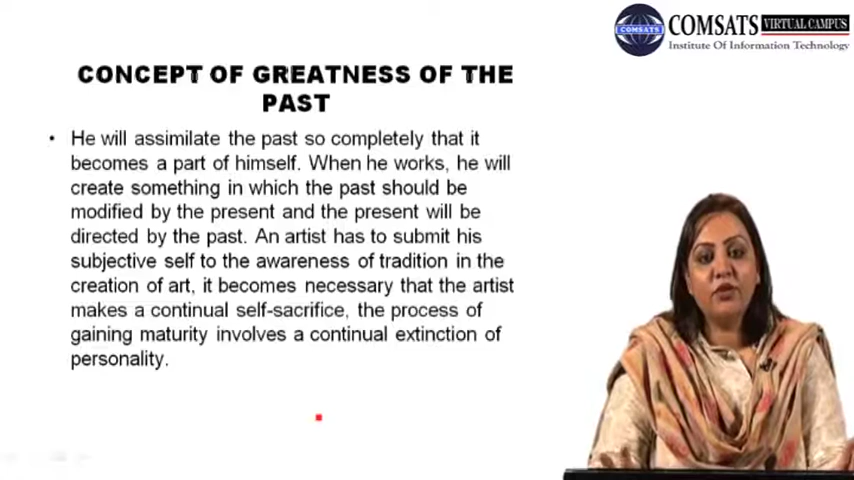 COMSATS VIRTUAL CAMPUS
COMSATS
Institute Of Information Technology
CONCEPT OF GREATNESS OF THE
PAST
• He will assimilate the past so completely that it
becomes a part of himself. When he works, he will
create something in which the past should be
modified by the present and the present will be
directed by the past. An artist has to submit his
subjective self to the awareness of tradition in the
creation of art, it becomes necessary that the artist
makes a continual self-sacrifice, the process of
gaining maturity involves a continual extinction of
personality.